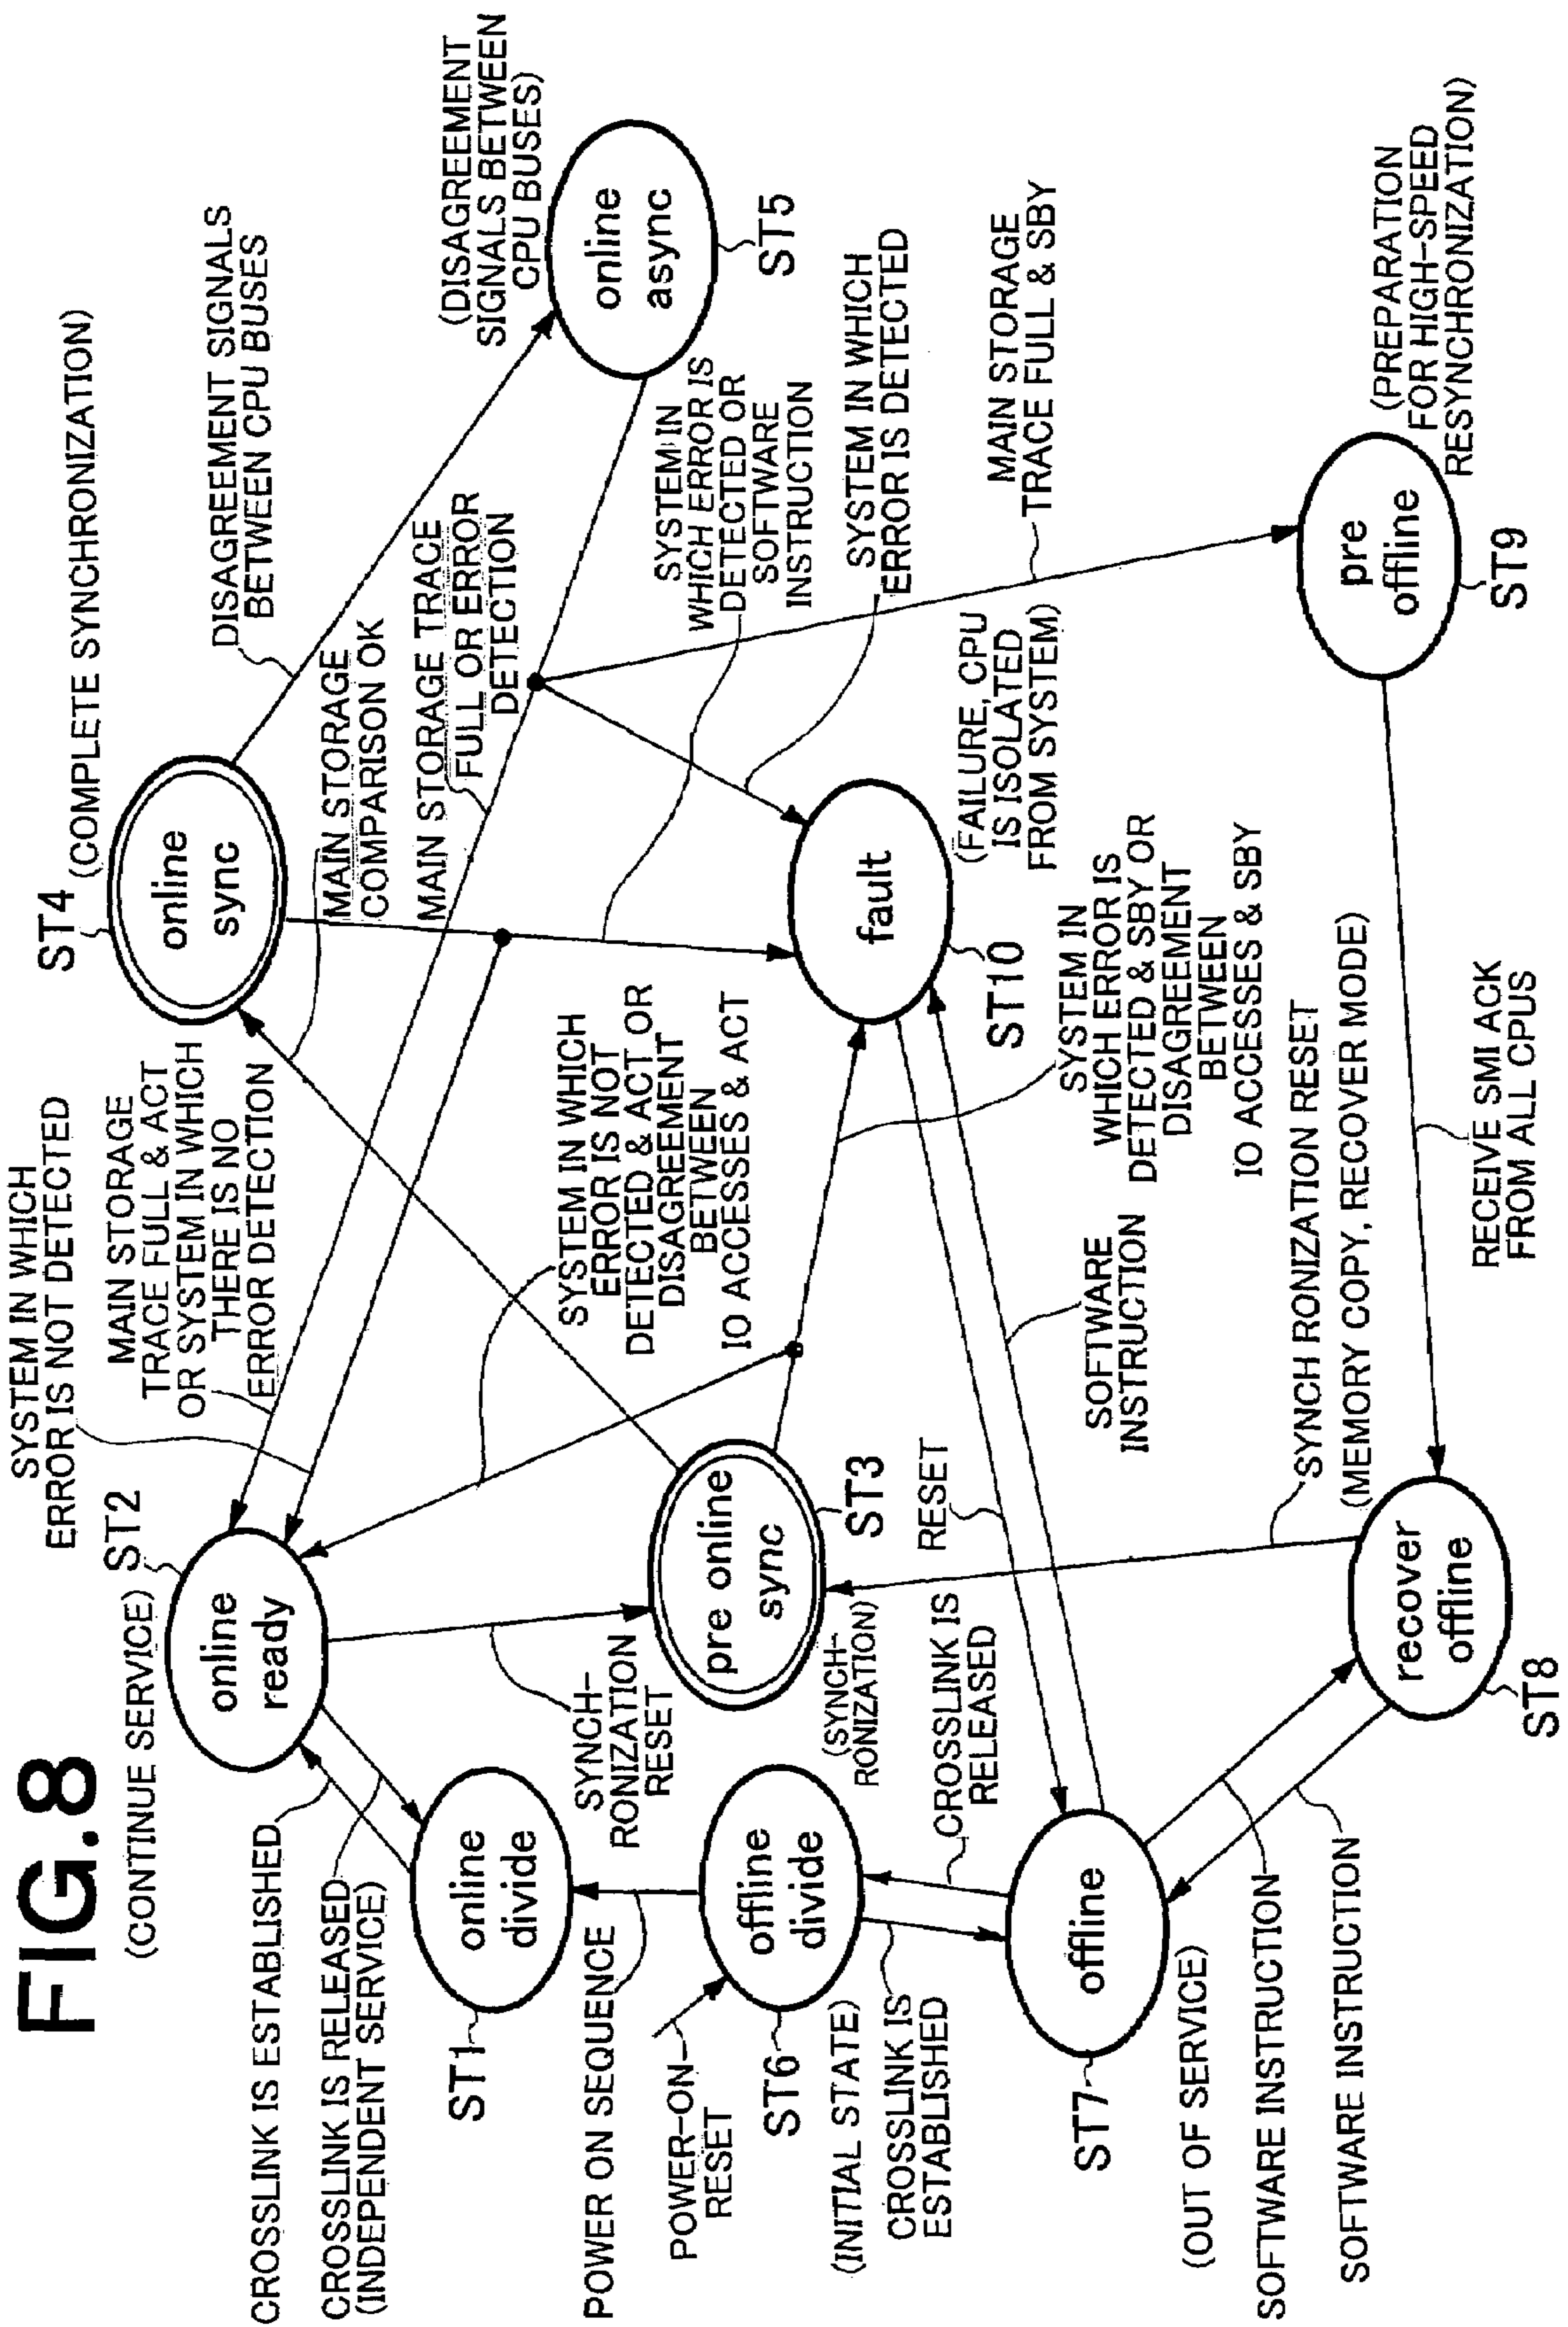 FIG.8
SYSTEM IN WHICH
ERROR IS NOT DETECTED
MAIN STORAGE
TRACE FULL & ACT
OR SYSTEM IN WHICH
THERE IS NO
ERROR DETECTION
ST4
(COMPLETE SYNCHRONIZATION)
online
sync
DISAGREEMENT SIGNALS
BETWEEN CPU BUSES
(CONTINUE SERVICE)
ST2
online
ready
MAIN STORAGE
COMPARISON OK
MAIN STORAGE TRACE
FULL OR ERROR
DETECTION
(DISAGREEMENT
SIGNALS BETWEEN
CPU BUSES)
online
async
ST5
CROSSLINK IS ESTABLISHED
CROSSLINK IS RELEASED
(INDEPENDENT SERVICE)
online
divide
ST1
SYNCH-
RONIZATION
RESET
SYSTEM IN WHICH
ERROR IS NOT
DETECTED & ACT OR
DISAGREEMENT
BETWEEN
IO ACCESSES & ACT
SYSTEM IN
WHICH ERROR IS
DETECTED OR
SOFTWARE
INSTRUCTION
POWER ON SEQUENCE
POWER-ON-
RESET
offline
divide
ST6
(INITIAL STATE)
pre online
sync
ST3
(SYNCH-
RONIZATION)
fault
ST10
(FAILURE, CPU
IS ISOLATED
FROM SYSTEM)
SYSTEM IN WHICH
ERROR IS DETECTED
MAIN STORAGE
TRACE FULL & SBY
CROSSLINK IS
ESTABLISHED
CROSSLINK IS
RELEASED
RESET
SOFTWARE
INSTRUCTION
SYSTEM IN
WHICH ERROR IS
DETECTED & SBY OR
DISAGREEMENT
BETWEEN
IO ACCESSES & SBY
offline
ST7
(OUT OF SERVICE)
SOFTWARE INSTRUCTION
SOFTWARE INSTRUCTION
SYNCH RONIZATION RESET
(MEMORY COPY, RECOVER MODE)
recover
offline
ST8
RECEIVE SMI ACK
FROM ALL CPUS
(PREPARATION
FOR HIGH-SPEED
RESYNCHRONIZATION)
pre
offline
ST9